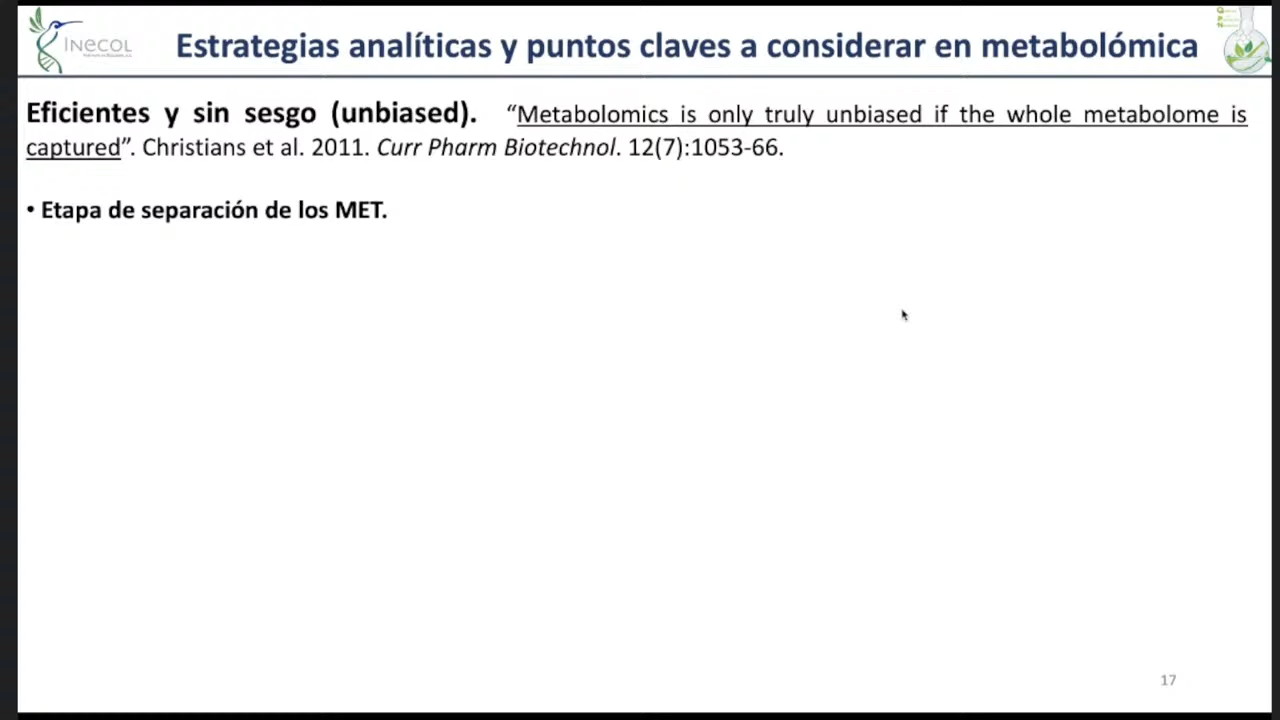 INECOL
Estrategias analíticas y puntos claves a considerar en metabolómica
Eficientes y sin sesgo (unbiased). “Metabolomics is only truly unbiased if the whole metabolome is
captured”. Christians et al. 2011. Curr Pharm Biotechnol. 12(7):1053-66.
• Etapa de separación de los MET.
17